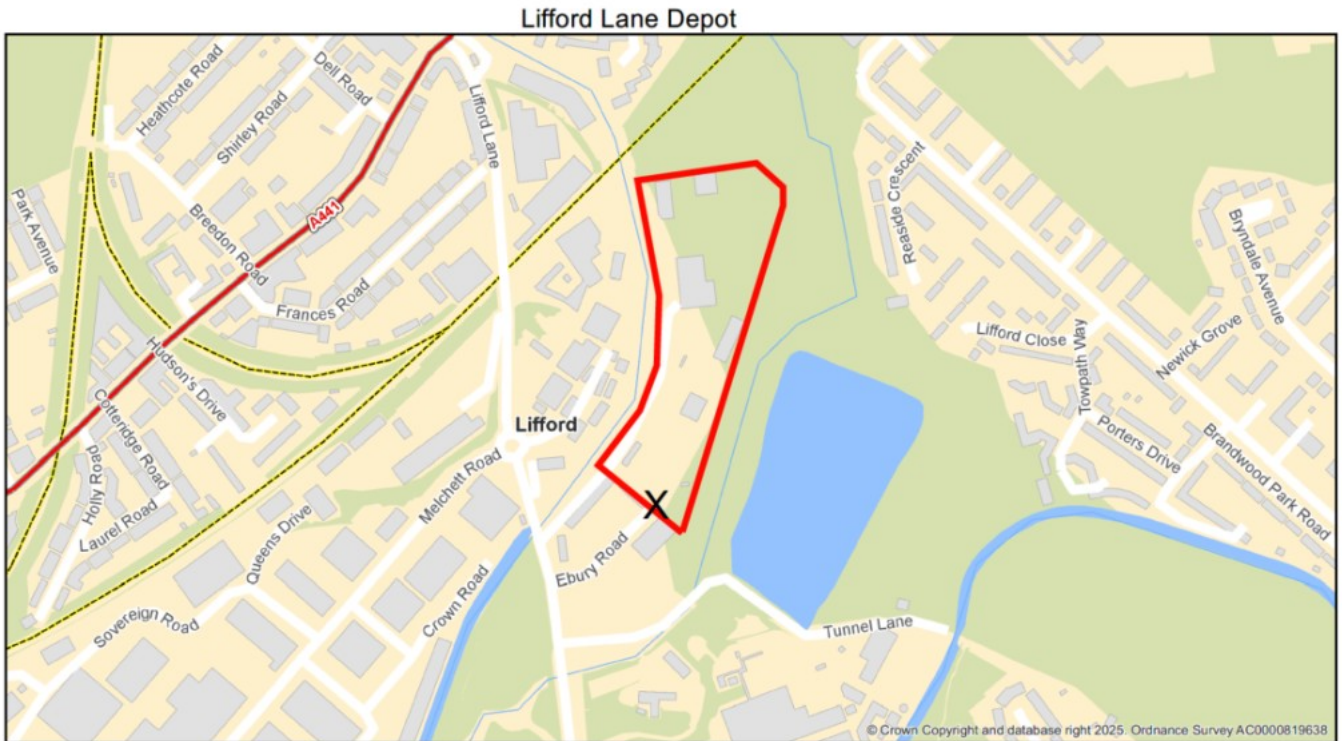 Lifford Lane Depot
Heathcote Road
Dell Road
Shirley Road
Lifford Lane
Park Avenue
Breedon Road
A441
Frances Road
Reaside Crescent
Bryndale Avenue
Hudson's Drive
Lifford Close
Towpath Way
Newick Grove
Cotteridge Road
Lifford
Porters Drive
Brandwood Park Road
Holly Road
Laurel Road
Melchett Road
Queens Drive
X
Ebury Road
Crown Road
Sovereign Road
Tunnel Lane
© Crown Copyright and database right 2025. Ordnance Survey AC0000819638